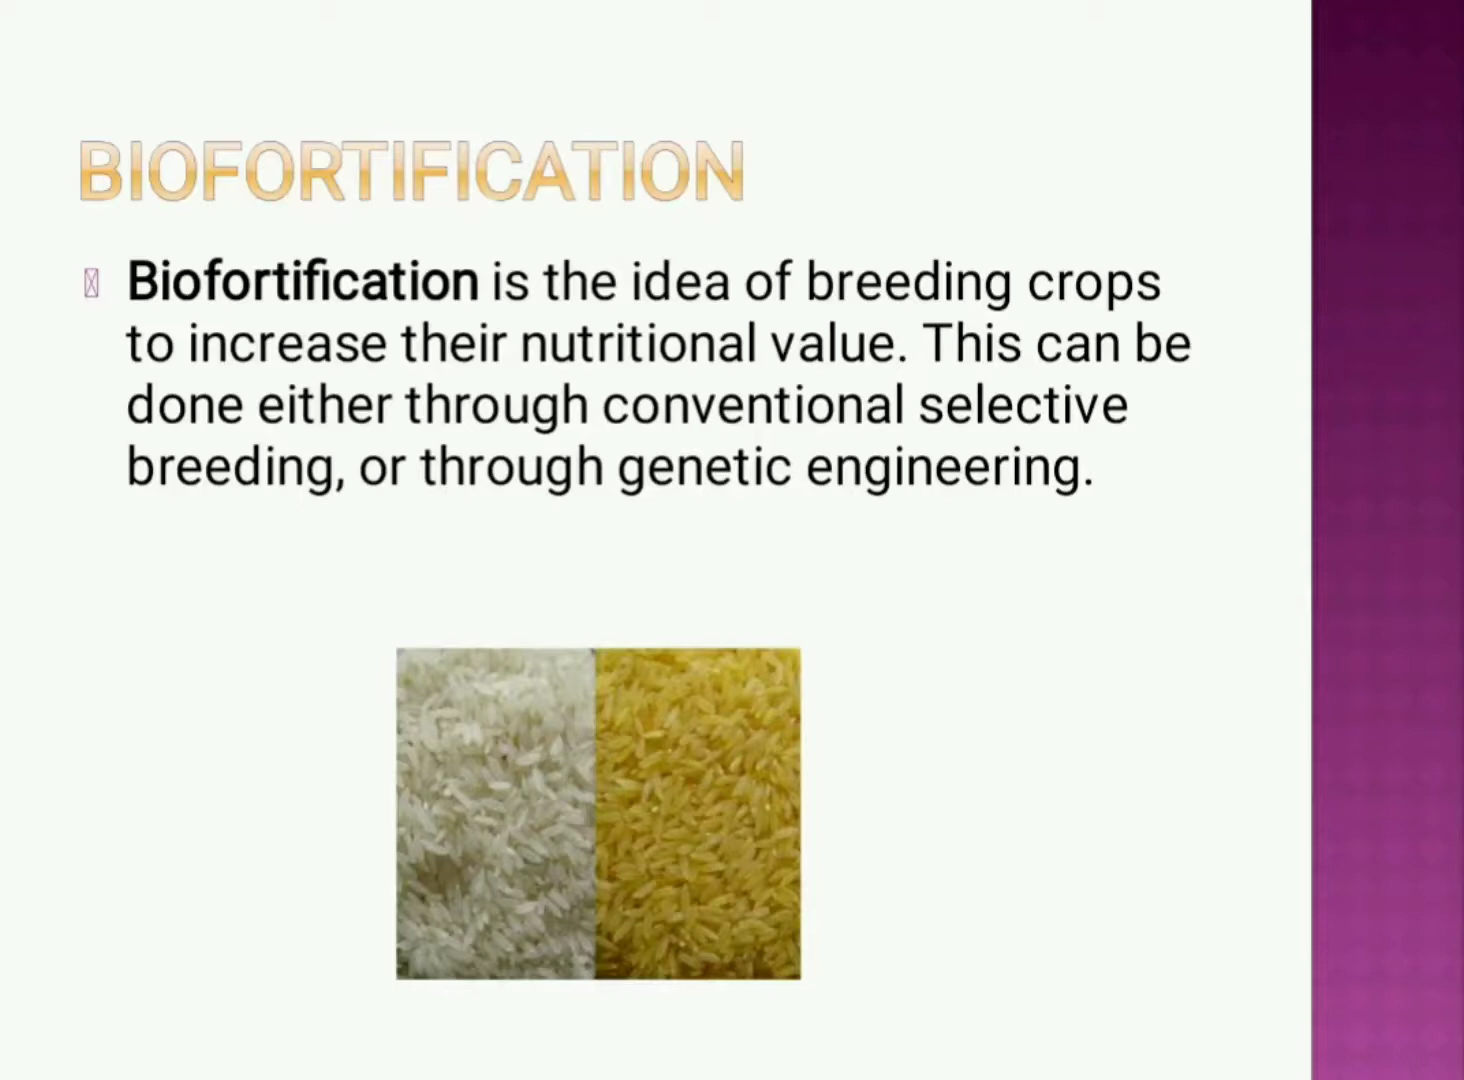 BIOFORTIFICATION
Biofortification is the idea of breeding crops
to increase their nutritional value. This can be
done either through conventional selective
breeding, or through genetic engineering.